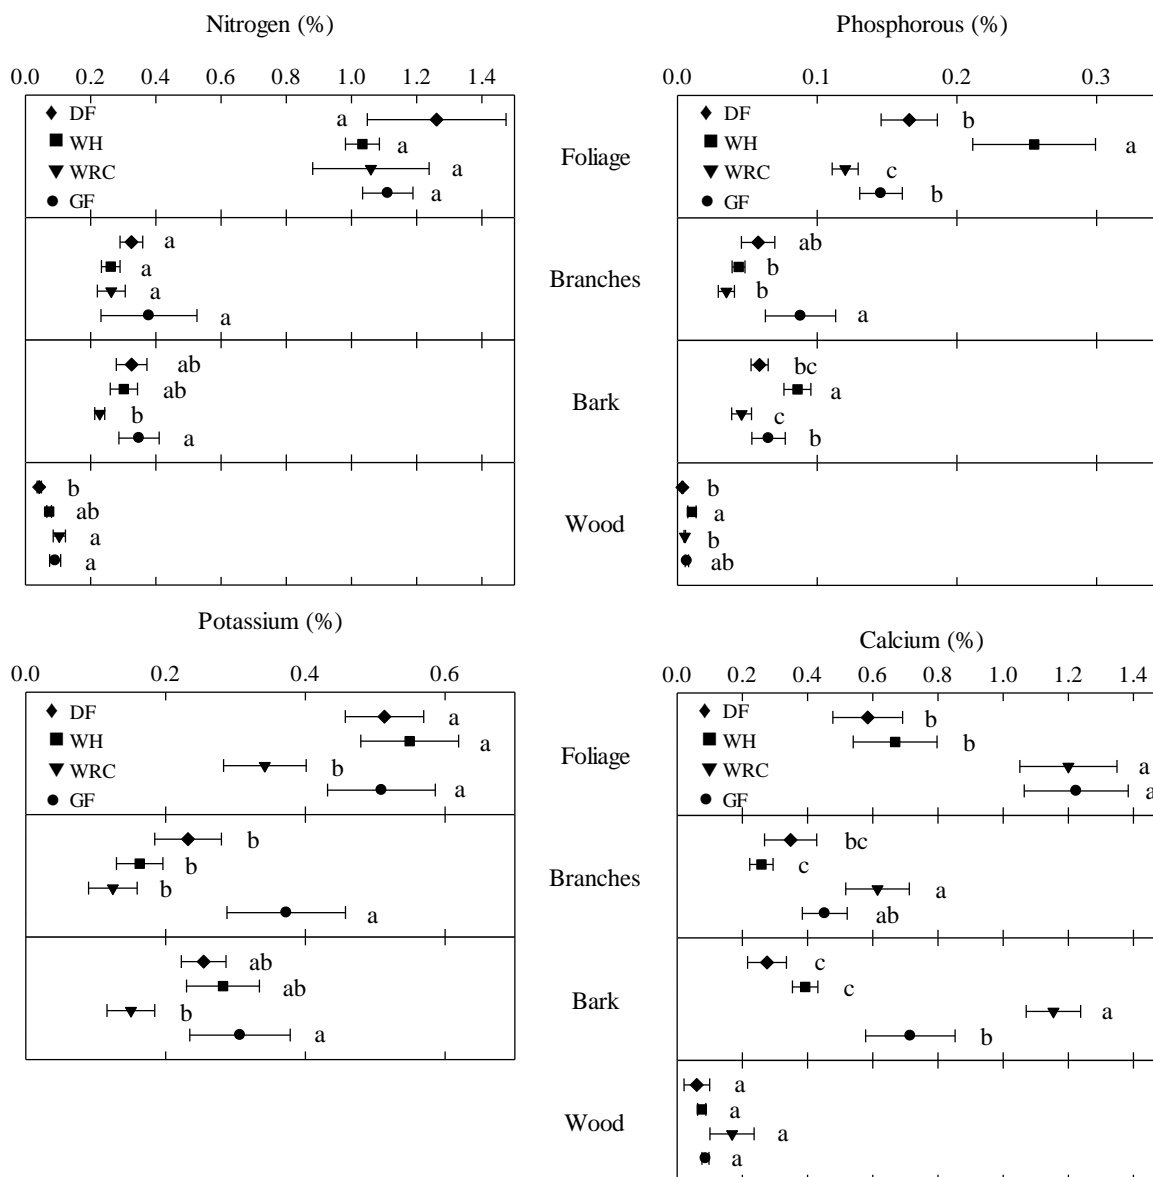 Nitrogen (%)
0.0 0.2 0.4 0.6 0.8 1.0 1.2 1.4
DF
WH
WRC
GF
a
a
a
a
a
a
a
a
ab
ab
b
a
b
ab
a
a
Foliage
Branches
Bark
Wood
Phosphorous (%)
0.0 0.1 0.2 0.3
DF
WH
WRC
GF
b
a
c
b
ab
b
b
a
bc
a
c
b
b
a
b
ab
Potassium (%)
0.0 0.2 0.4 0.6
DF
WH
WRC
GF
a
a
b
a
b
b
b
a
ab
ab
b
a
Foliage
Branches
Bark
Wood
Calcium (%)
0.0 0.2 0.4 0.6 0.8 1.0 1.2 1.4
DF
WH
WRC
GF
b
b
a
a
bc
c
a
ab
c
c
a
b
a
a
a
a